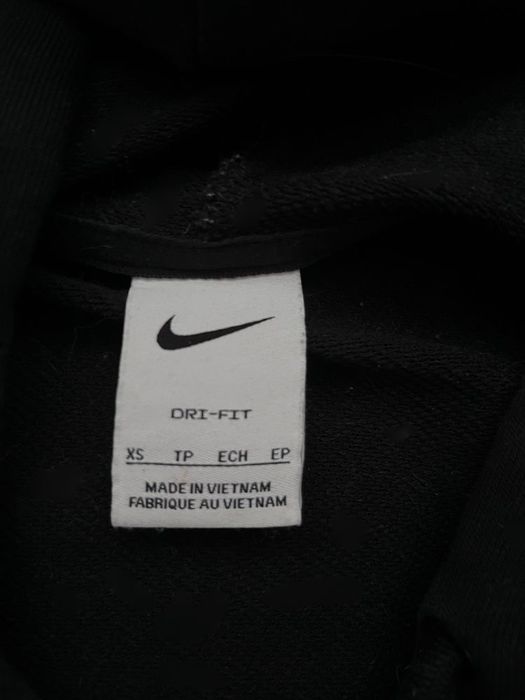 DRI-FIT
XS TP ECH EP
MADE IN VIETNAM
FABRIQUE AU VIETNAM